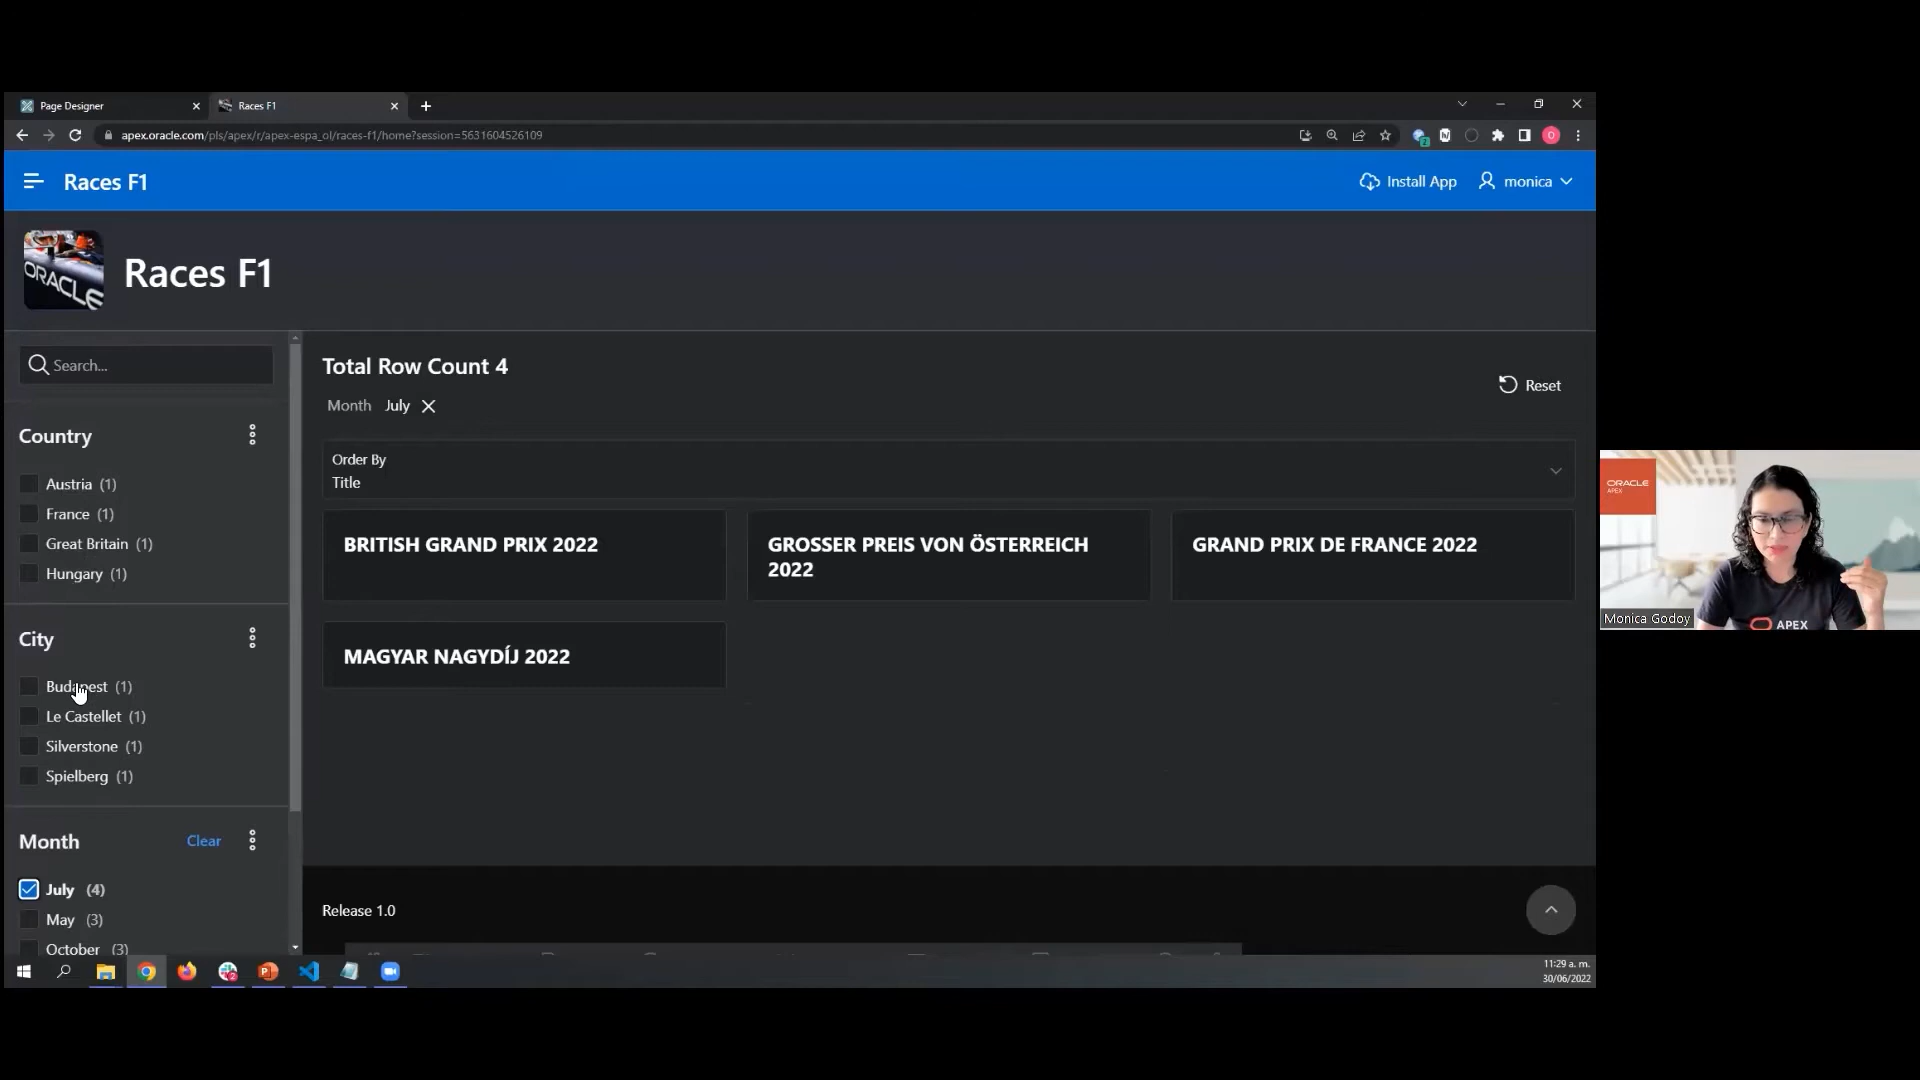 Page Designer
Races F1
apex.oracle.com/pls/apex/r/apex-espa_ol/races-f1/home?session=5631604526109
Races F1
Install App
monica
ORACLE
Races F1
Search...
Total Row Count 4
Reset
Month July
Country
Order By
Title
Austria (1)
France (1)
Great Britain (1)
Hungary (1)
BRITISH GRAND PRIX 2022
GROSSER PREIS VON ÖSTERREICH
2022
GRAND PRIX DE FRANCE 2022
MAGYAR NAGYDÍJ 2022
City
Budapest (1)
Le Castellet (1)
Silverstone (1)
Spielberg (1)
Month Clear
July (4)
May (3)
October (3)
Release 1.0
11:29 a. m.
30/06/2022
ORACLE
APEX
Monica Godoy
APEX